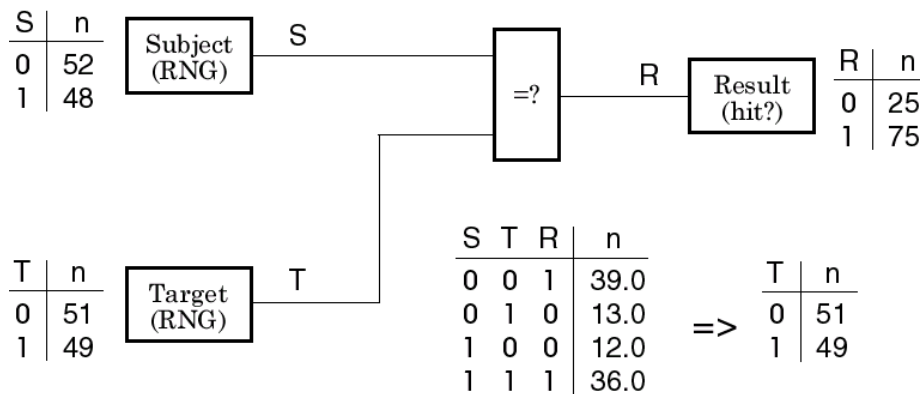 S n
0 52
1 48
Subject
(RNG)
S
=?
R
Result
(hit?)
R n
0 25
1 75
T n
0 51
1 49
Target
(RNG)
T
S T R n
0 0 1 39.0
0 1 0 13.0
1 0 0 12.0
1 1 1 36.0
=>
T n
0 51
1 49